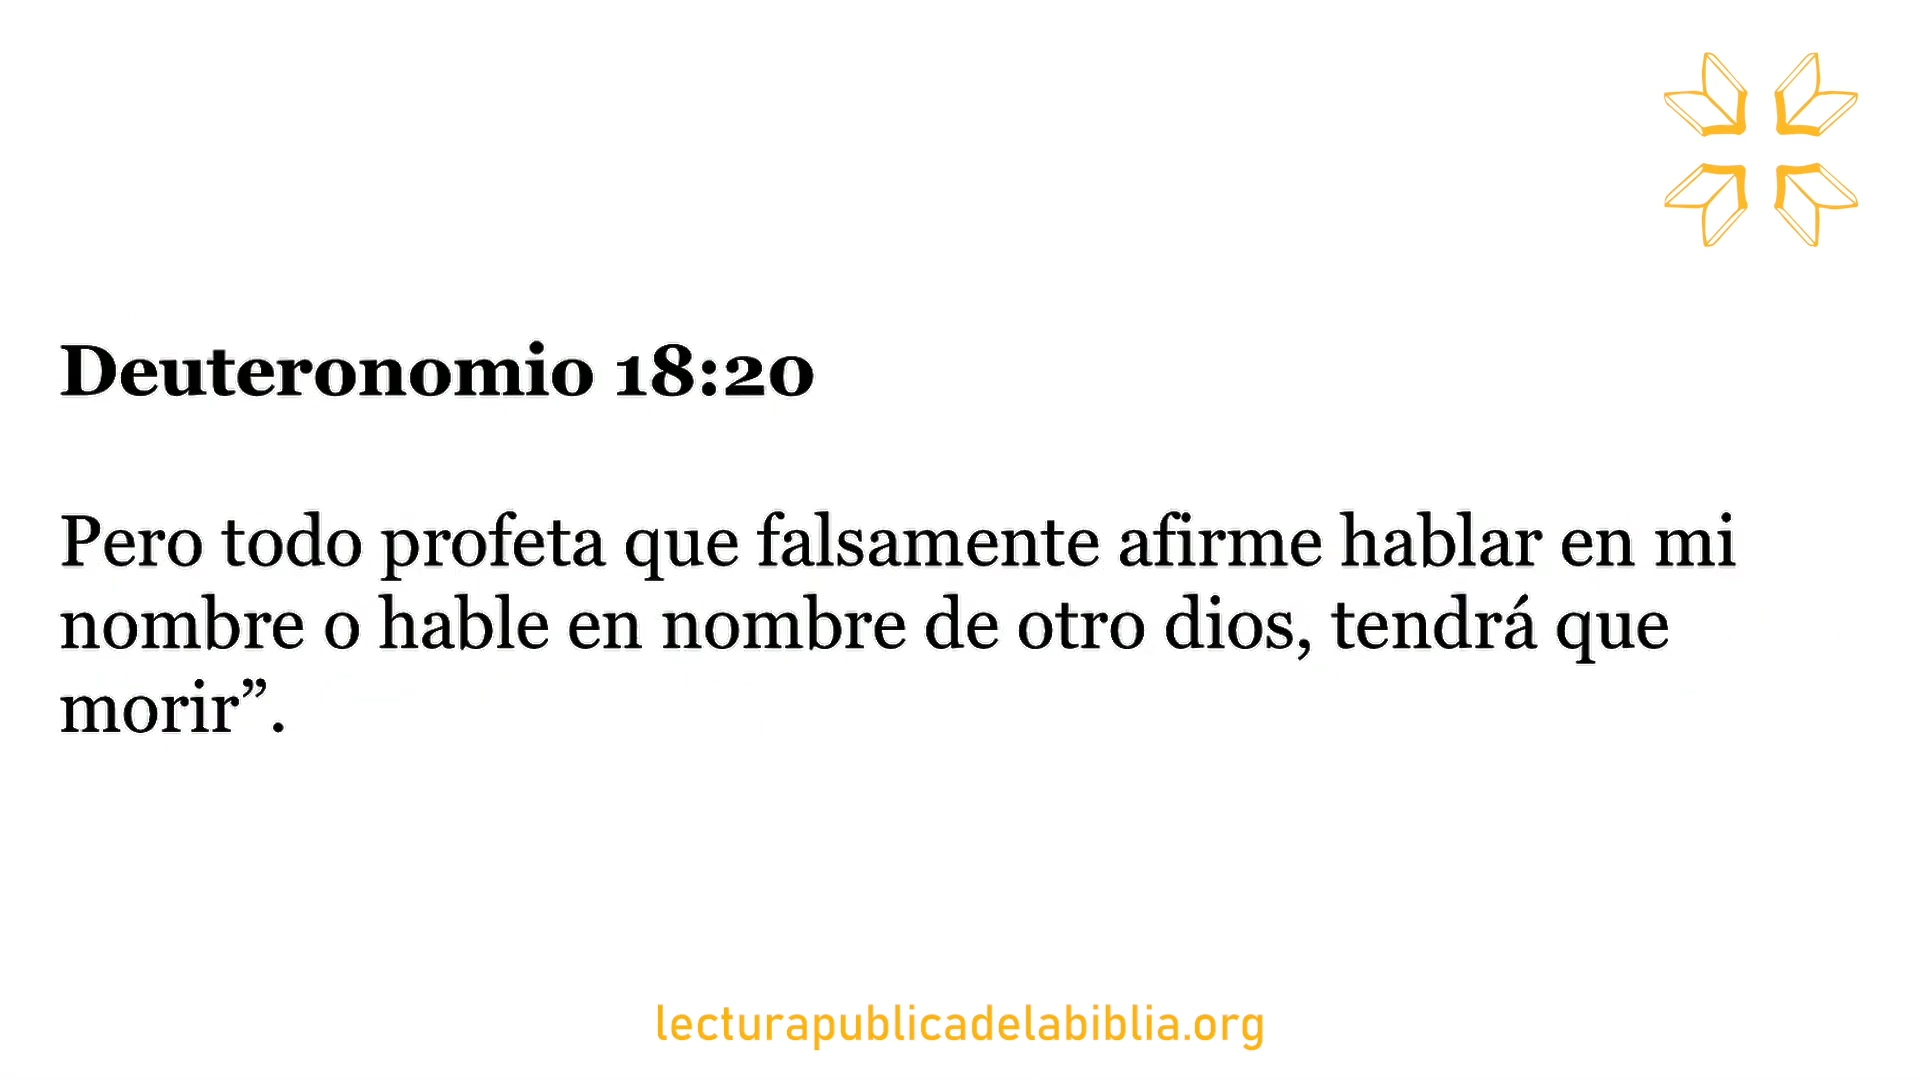 Deuteronomio 18:20
Pero todo profeta que falsamente afirme hablar en mi
nombre o hable en nombre de otro dios, tendrá que
morir”.
lecturapublicadelabiblia.org